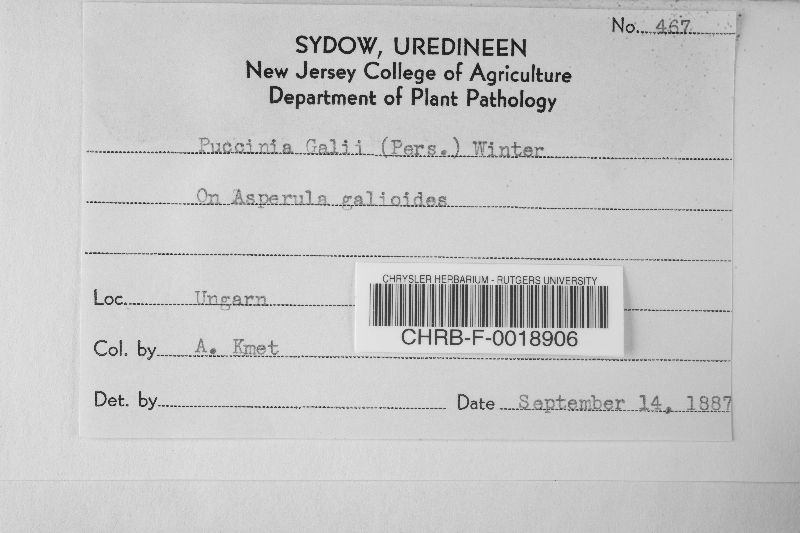 No. 467
SYDOW, UREDINEEN
New Jersey College of Agriculture
Department of Plant Pathology
Puccinia Galii (Pers.) Winter
On Asperula galioides
CHRYSLER HERBARIUM - RUTGERS UNIVERSITY
CHRB-F-0018906
Loc. Ungarn
Col. by A. Kmet
Det. by Date September 14, 1887